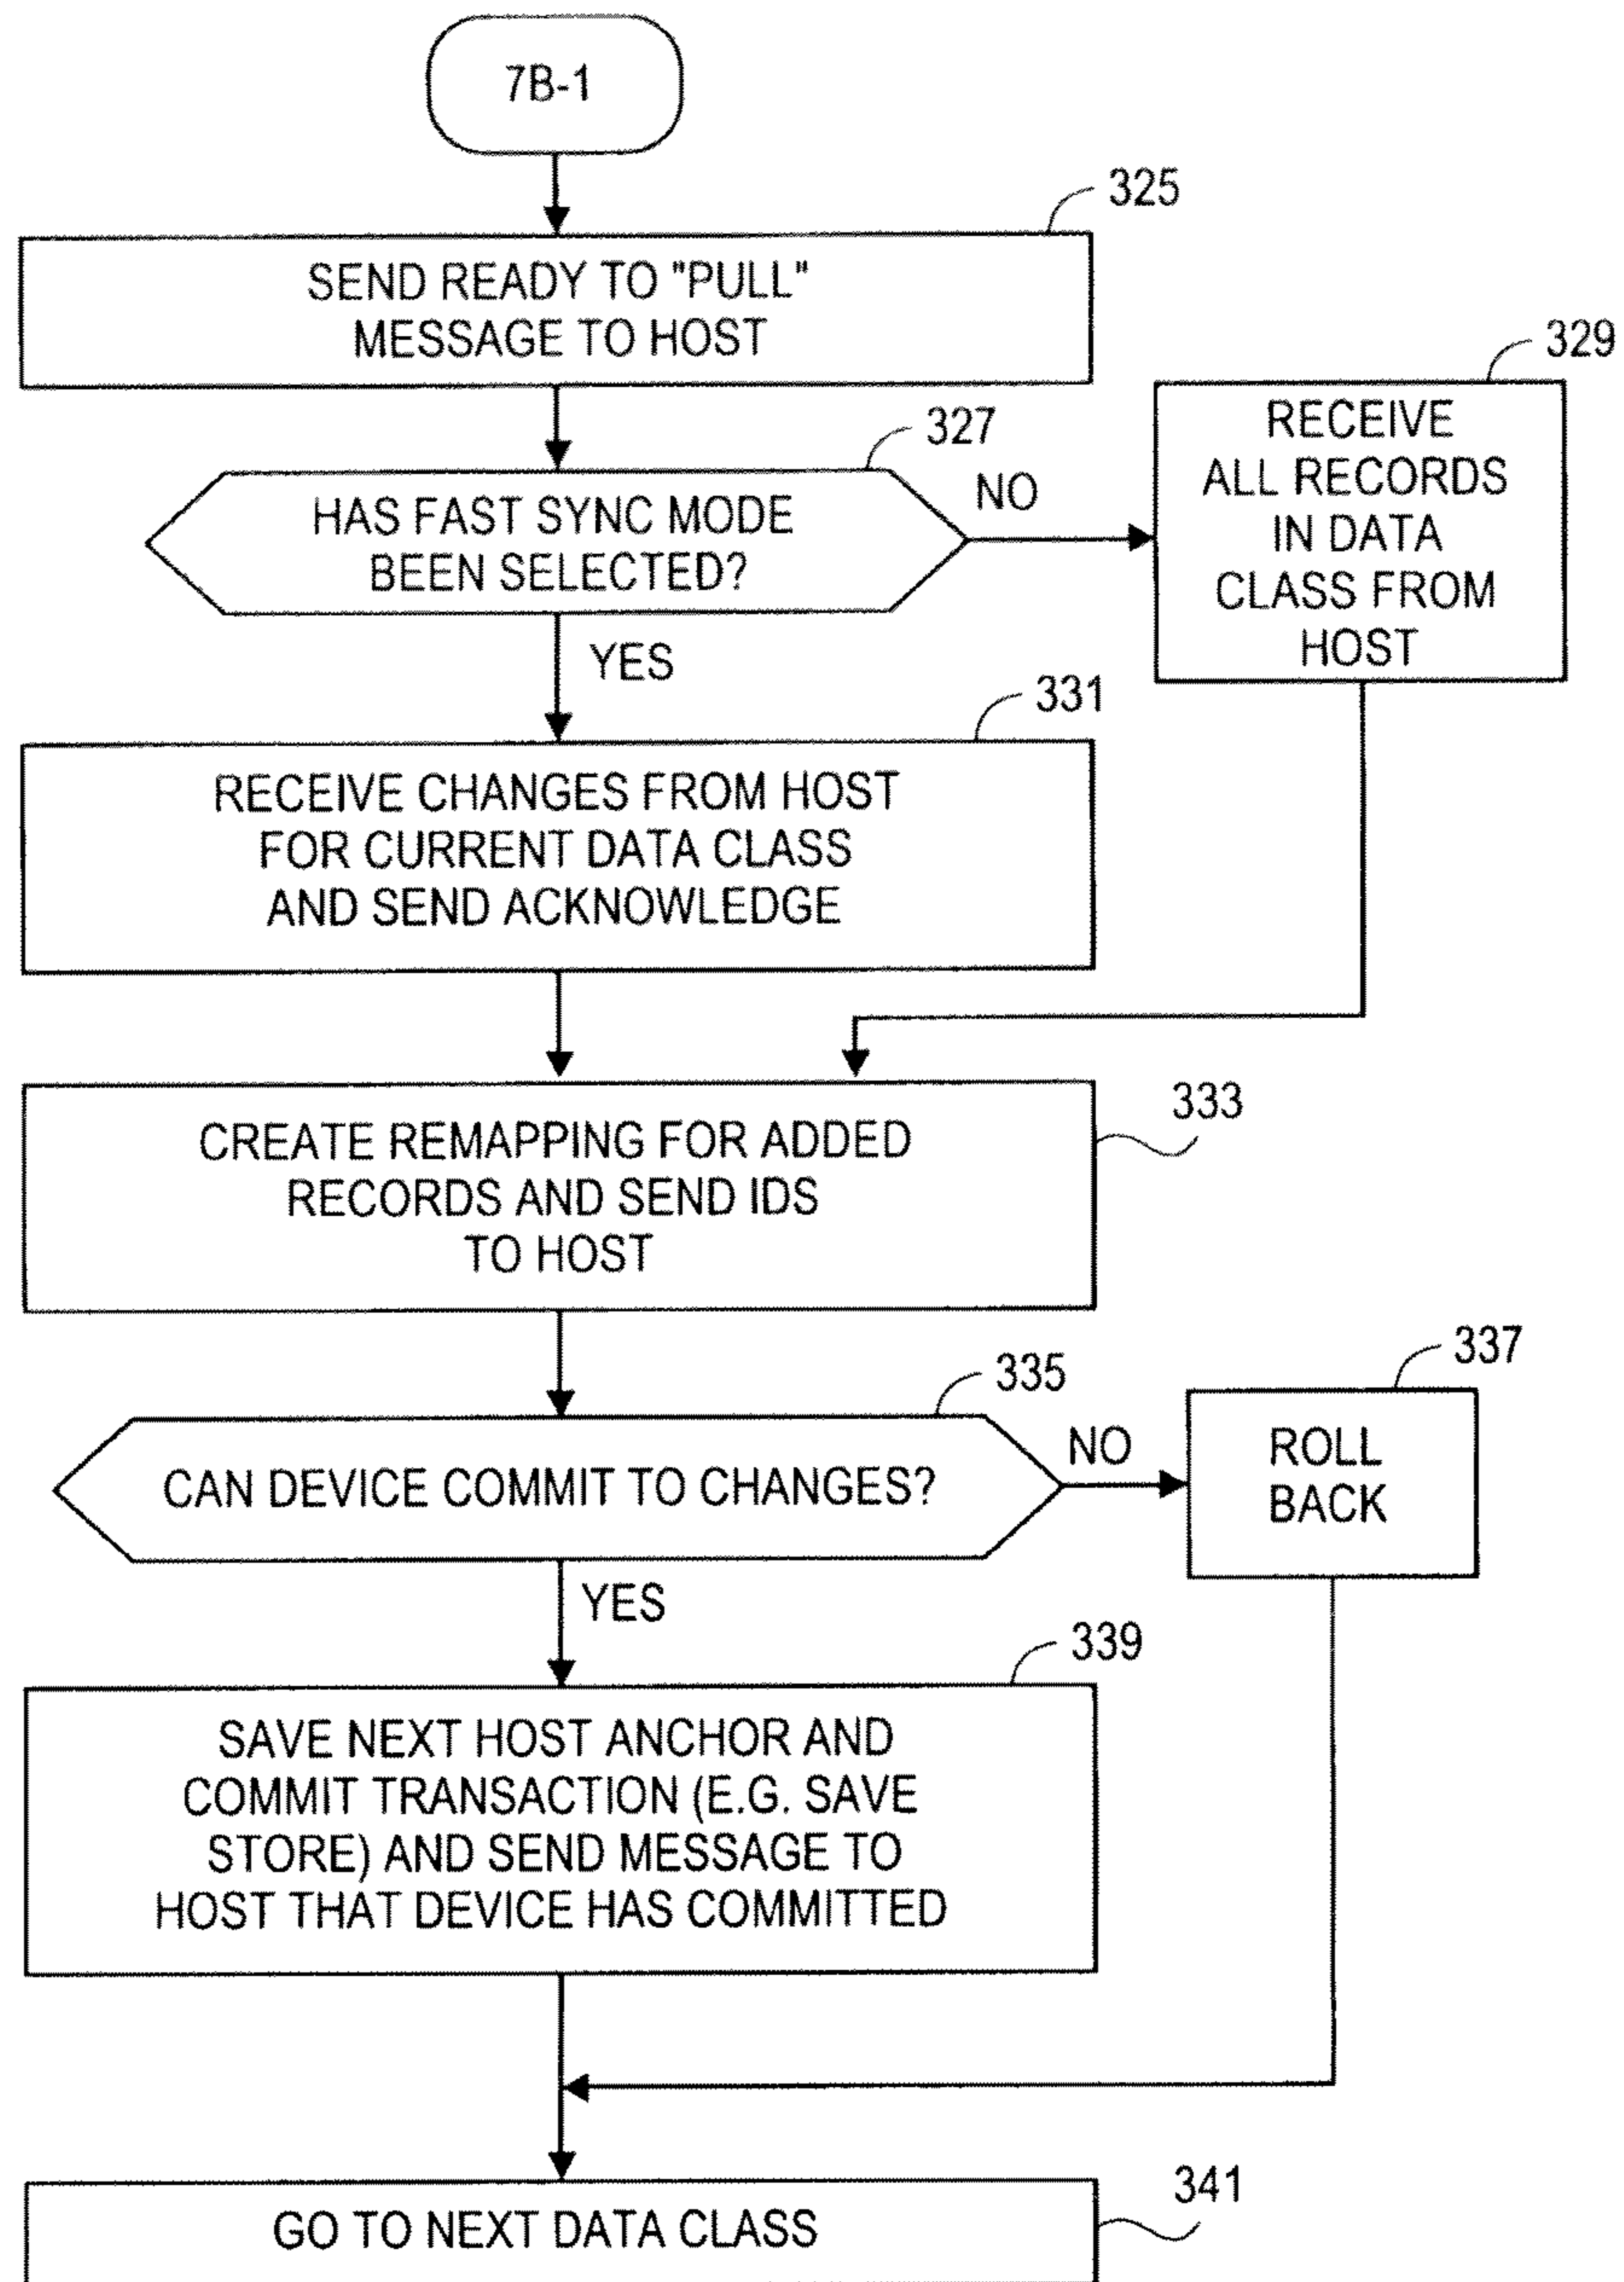 7B-1
325
SEND READY TO "PULL"
MESSAGE TO HOST
327
HAS FAST SYNC MODE
BEEN SELECTED?
NO
YES
329
RECEIVE
ALL RECORDS
IN DATA
CLASS FROM
HOST
331
RECEIVE CHANGES FROM HOST
FOR CURRENT DATA CLASS
AND SEND ACKNOWLEDGE
333
CREATE REMAPPING FOR ADDED
RECORDS AND SEND IDS
TO HOST
335
CAN DEVICE COMMIT TO CHANGES?
NO
YES
337
ROLL
BACK
339
SAVE NEXT HOST ANCHOR AND
COMMIT TRANSACTION (E.G. SAVE
STORE) AND SEND MESSAGE TO
HOST THAT DEVICE HAS COMMITTED
341
GO TO NEXT DATA CLASS